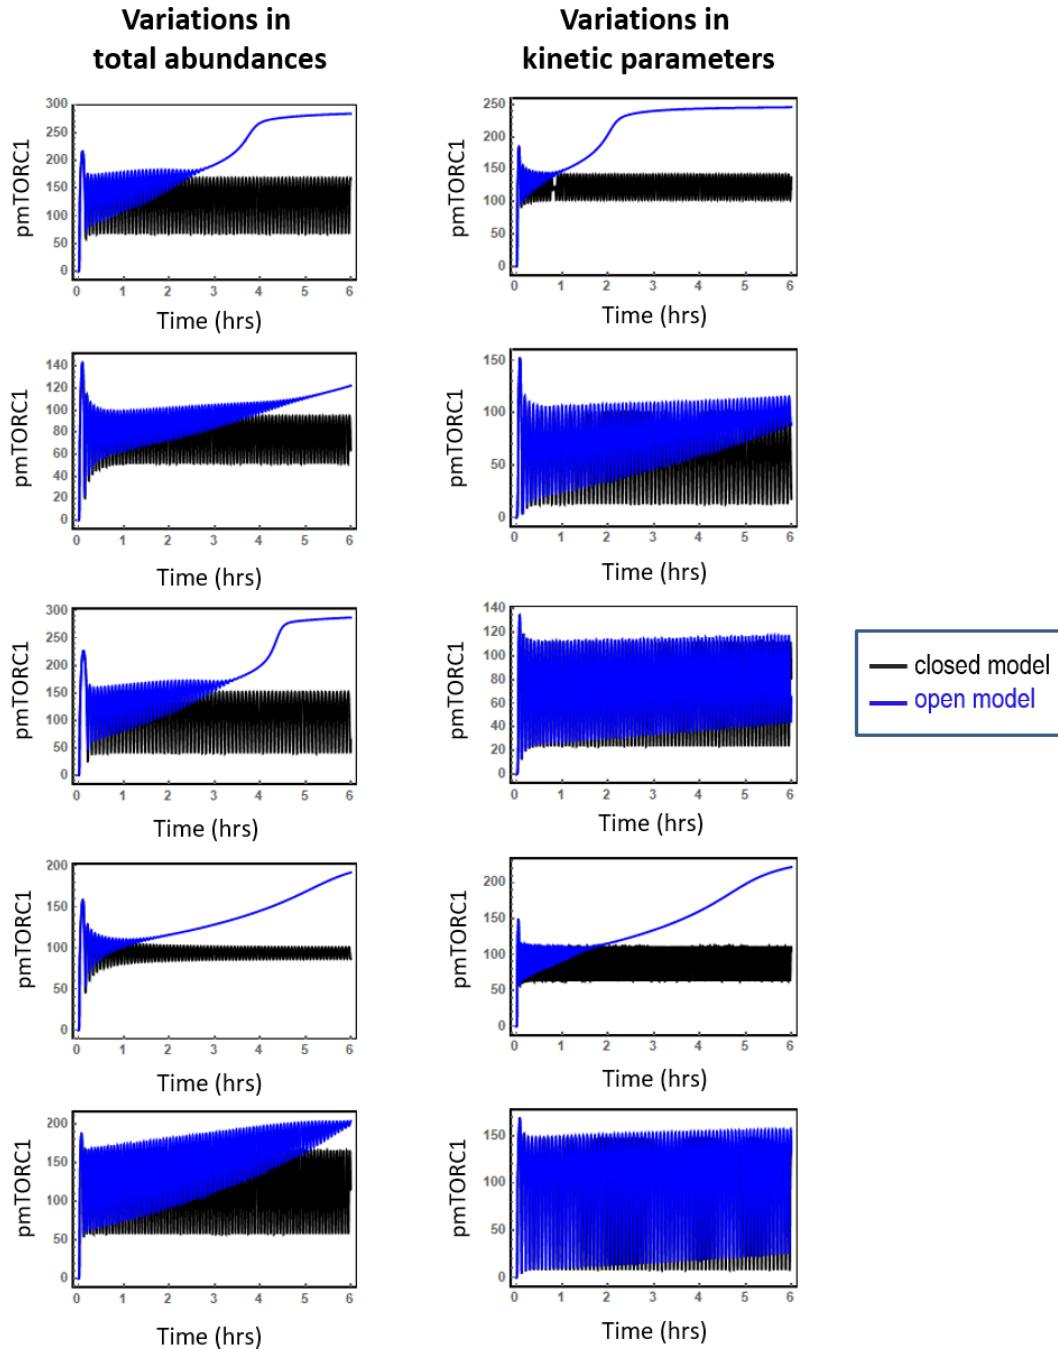 Variations in
total abundances
Variations in
kinetic parameters
pmTORC1
300
250
200
150
100
50
0
0 1 2 3 4 5 6
Time (hrs)
pmTORC1
250
200
150
100
50
0
0 1 2 3 4 5 6
Time (hrs)
pmTORC1
140
120
100
80
60
40
20
0
0 1 2 3 4 5 6
Time (hrs)
pmTORC1
150
100
50
0
0 1 2 3 4 5 6
Time (hrs)
pmTORC1
300
250
200
150
100
50
0
0 1 2 3 4 5 6
Time (hrs)
pmTORC1
140
120
100
80
60
40
20
0
0 1 2 3 4 5 6
Time (hrs)
closed model
open model
pmTORC1
200
150
100
50
0
0 1 2 3 4 5 6
Time (hrs)
pmTORC1
200
150
100
50
0
0 1 2 3 4 5 6
Time (hrs)
pmTORC1
200
150
100
50
0
0 1 2 3 4 5 6
Time (hrs)
pmTORC1
150
100
50
0
0 1 2 3 4 5 6
Time (hrs)